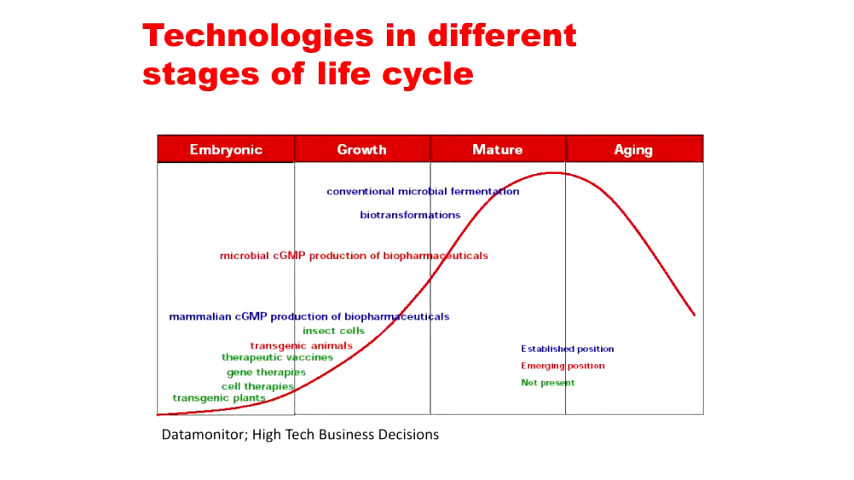 Technologies in different
stages of life cycle
Embryonic Growth Mature Aging
conventional microbial fermentation
biotransformations
microbial cGMP production of biopharmaceuticals
mammalian cGMP production of biopharmaceuticals
insect cells
transgenic animals
therapeutic vaccines
gene therapies
cell therapies
transgenic plants
Established position
Emerging position
Not present
Datamonitor; High Tech Business Decisions